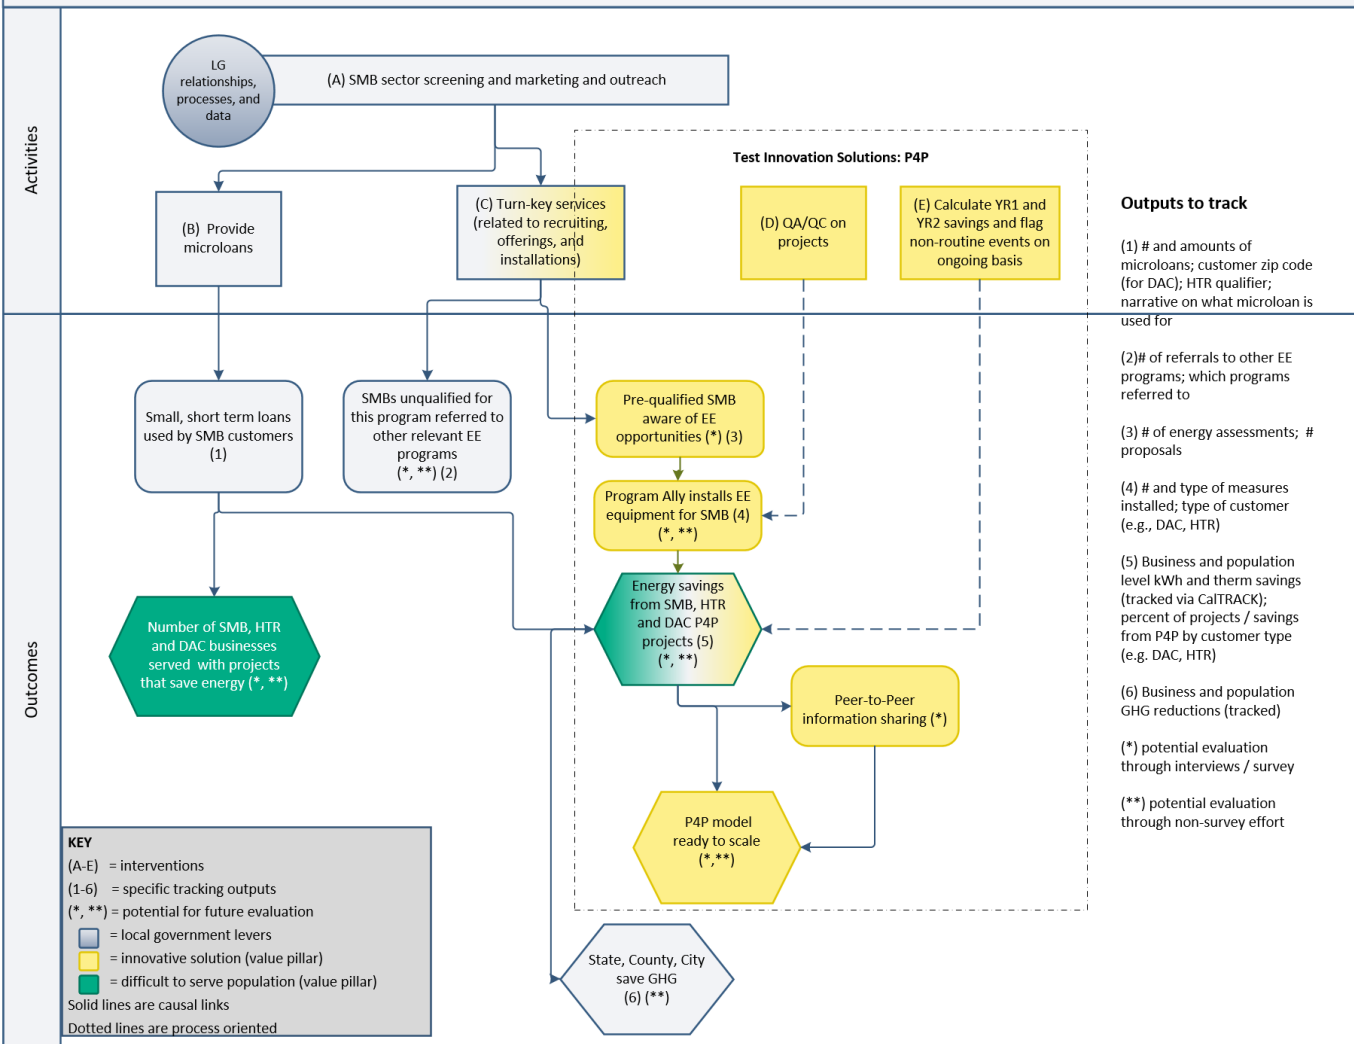 Activities
LG
relationships,
processes, and
data
(A) SMB sector screening and marketing and outreach
Test Innovation Solutions: P4P
(B)  Provide
microloans
(C) Turn-key services
(related to recruiting,
offerings, and
installations)
(D) QA/QC on
projects
(E) Calculate YR1 and
YR2 savings and flag
non-routine events on
ongoing basis
Outcomes
Small, short term loans
used by SMB customers
(1)
SMBs unqualified for
this program referred to
other relevant EE
programs
(*, **) (2)
Pre-qualified SMB
aware of EE
opportunities (*) (3)
Program Ally installs EE
equipment for SMB (4)
(*, **)
Number of SMB, HTR
and DAC businesses
served  with projects
that save energy (*, **)
Energy savings
from SMB, HTR
and DAC P4P
projects (5)
(*, **)
Peer-to-Peer
information sharing (*)
P4P model
ready to scale
(*,**)
State, County, City
save GHG
(6) (**)
Outputs to track
(1) # and amounts of
microloans; customer zip code
(for DAC); HTR qualifier;
narrative on what microloan is
used for
(2)# of referrals to other EE
programs; which programs
referred to
(3) # of energy assessments;  #
proposals
(4) # and type of measures
installed; type of customer
(e.g., DAC, HTR)
(5) Business and population
level kWh and therm savings
(tracked via CalTRACK);
percent of projects / savings
from P4P by customer type
(e.g. DAC, HTR)
(6) Business and population
GHG reductions (tracked)
(*) potential evaluation
through interviews / survey
(**) potential evaluation
through non-survey effort
KEY
(A-E)  = interventions
(1-6)   = specific tracking outputs
(*, **) = potential for future evaluation
= local government levers
= innovative solution (value pillar)
= difficult to serve population (value pillar)
Solid lines are causal links
Dotted lines are process oriented